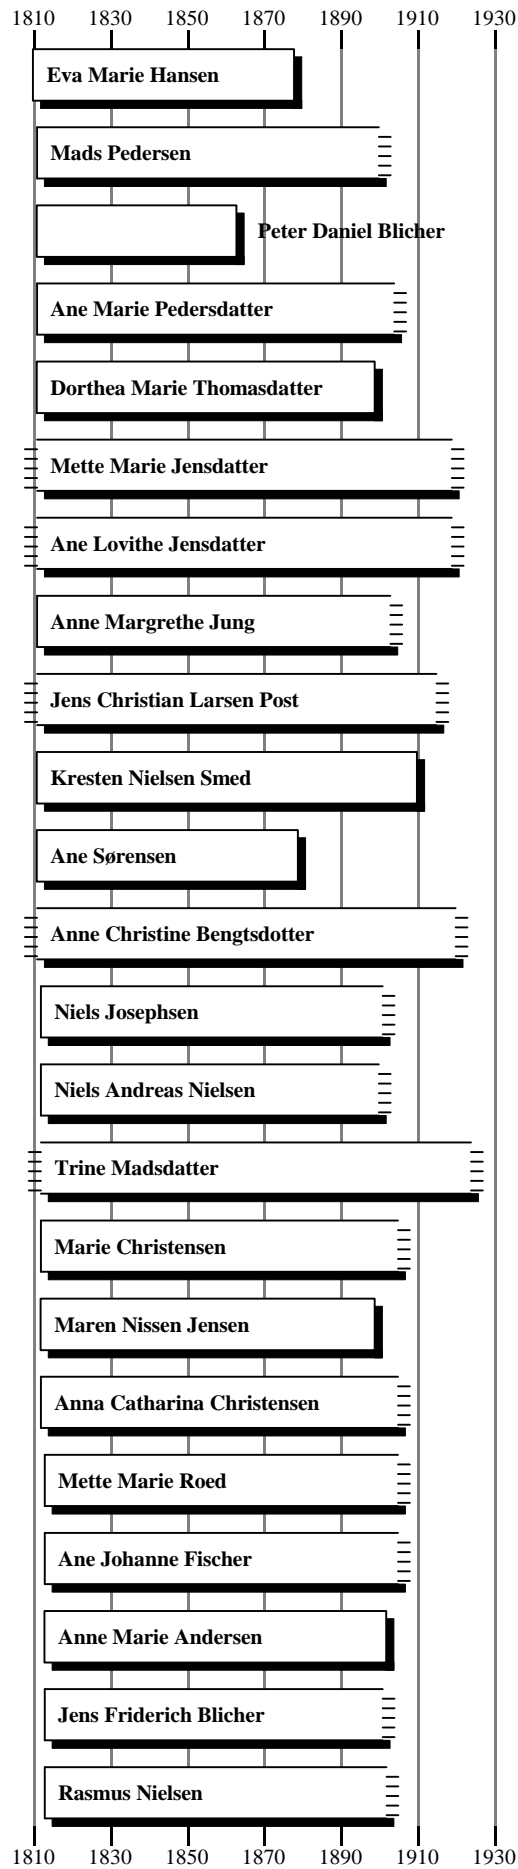 1810 1830 1850 1870 1890 1910 1930
Eva Marie Hansen
Mads Pedersen
Peter Daniel Blicher
Ane Marie Pedersdatter
Dorthea Marie Thomasdatter
Mette Marie Jensdatter
Ane Lovithe Jensdatter
Anne Margrethe Jung
Jens Christian Larsen Post
Kresten Nielsen Smed
Ane Sørensen
Anne Christine Bengtsdotter
Niels Josephsen
Niels Andreas Nielsen
Trine Madsdatter
Marie Christensen
Maren Nissen Jensen
Anna Catharina Christensen
Mette Marie Roed
Ane Johanne Fischer
Anne Marie Andersen
Jens Friderich Blicher
Rasmus Nielsen
1810 1830 1850 1870 1890 1910 1930